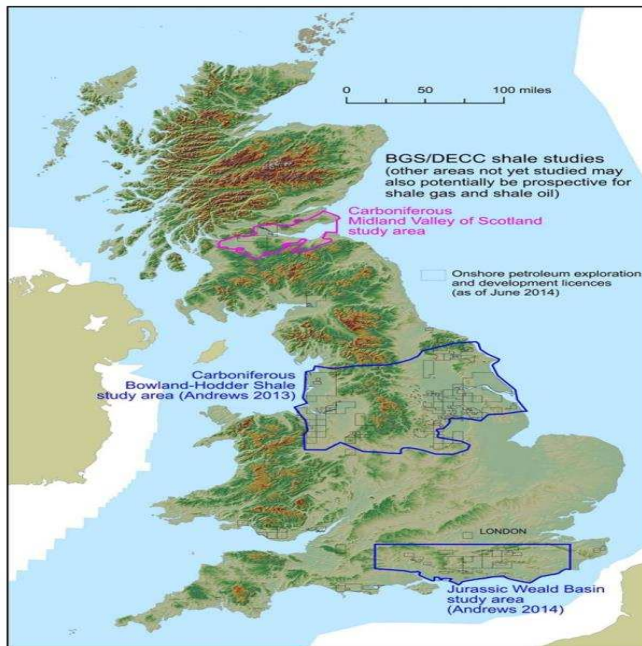 0 50 100 miles
BGS/DECC shale studies
(other areas not yet studied may
also potentially be prospective for
shale gas and shale oil)
Carboniferous
Midland Valley of Scotland
study area
Onshore petroleum exploration
and development licences
(as of June 2014)
Carboniferous
Bowland-Hodder Shale
study area (Andrews 2013)
LONDON
Jurassic Weald Basin
study area
(Andrews 2014)